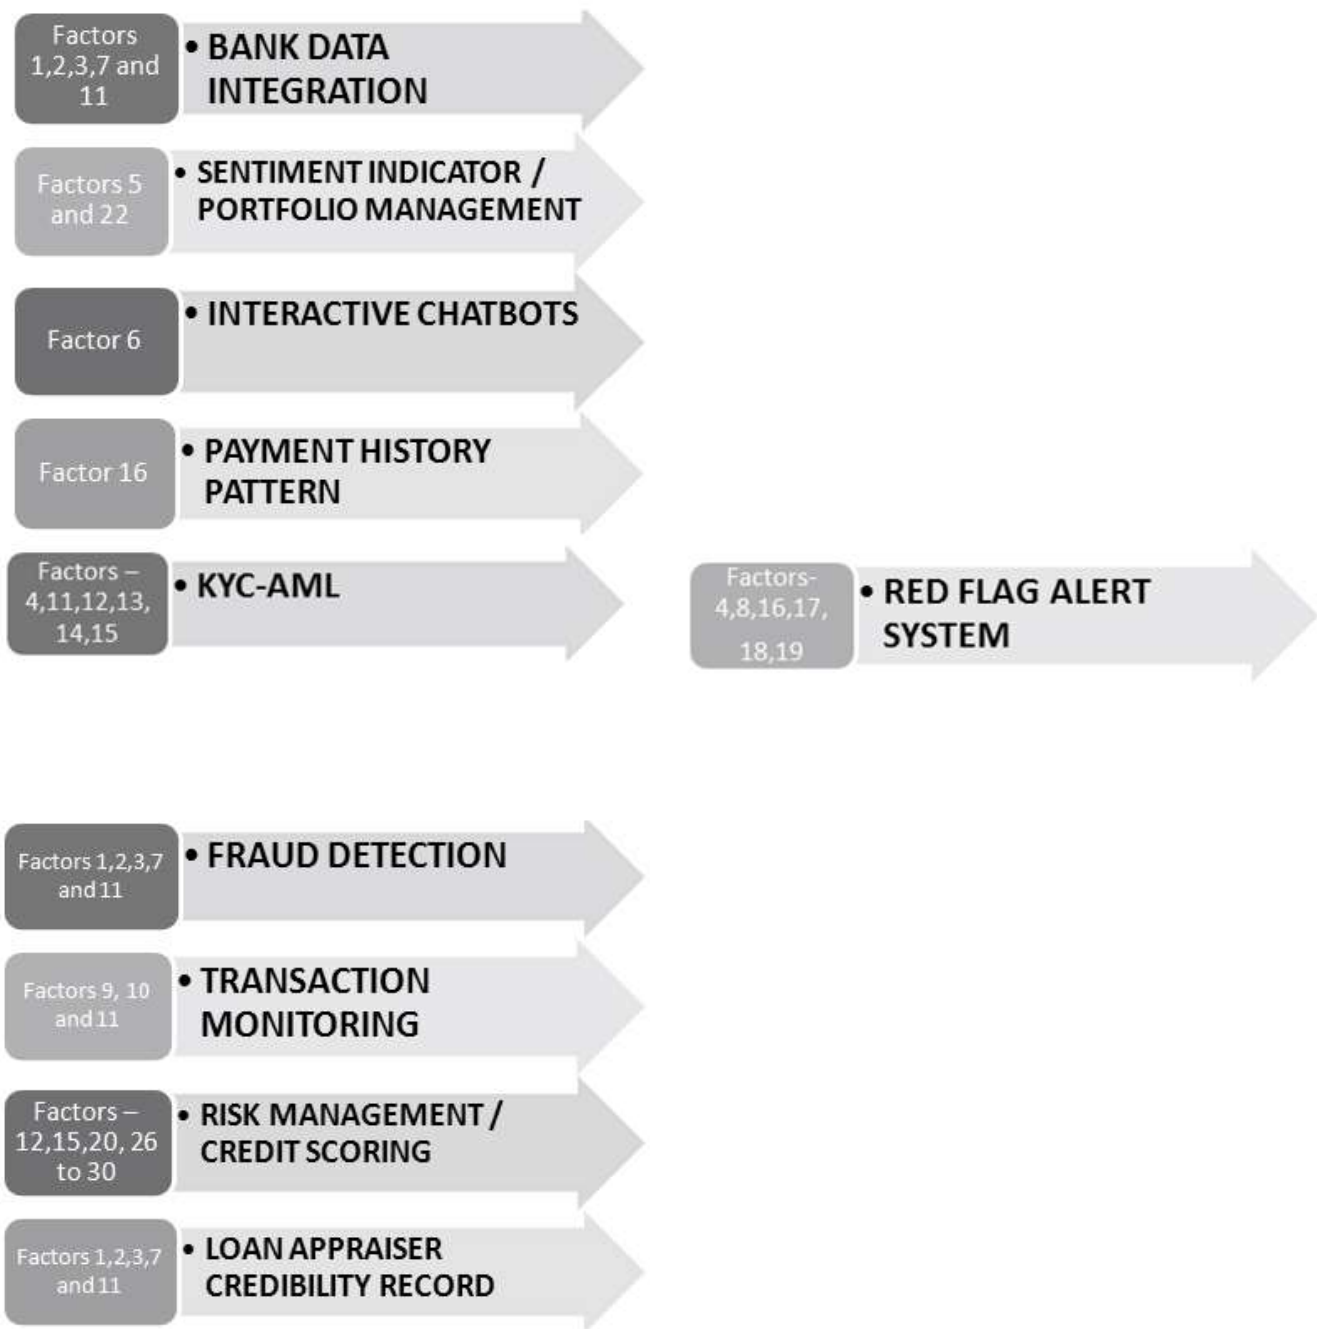 Factors
1,2,3,7 and
11
• BANK DATA
INTEGRATION
Factors 5
and 22
• SENTIMENT INDICATOR /
PORTFOLIO MANAGEMENT
Factor 6
• INTERACTIVE CHATBOTS
Factor 16
• PAYMENT HISTORY
PATTERN
Factors –
4,11,12,13,
14,15
• KYC-AML
Factors-
4,8,16,17,
18,19
• RED FLAG ALERT
SYSTEM
Factors 1,2,3,7
and 11
• FRAUD DETECTION
Factors 9, 10
and 11
• TRANSACTION
MONITORING
Factors –
12,15,20, 26
to 30
• RISK MANAGEMENT /
CREDIT SCORING
Factors 1,2,3,7
and 11
• LOAN APPRAISER
CREDIBILITY RECORD